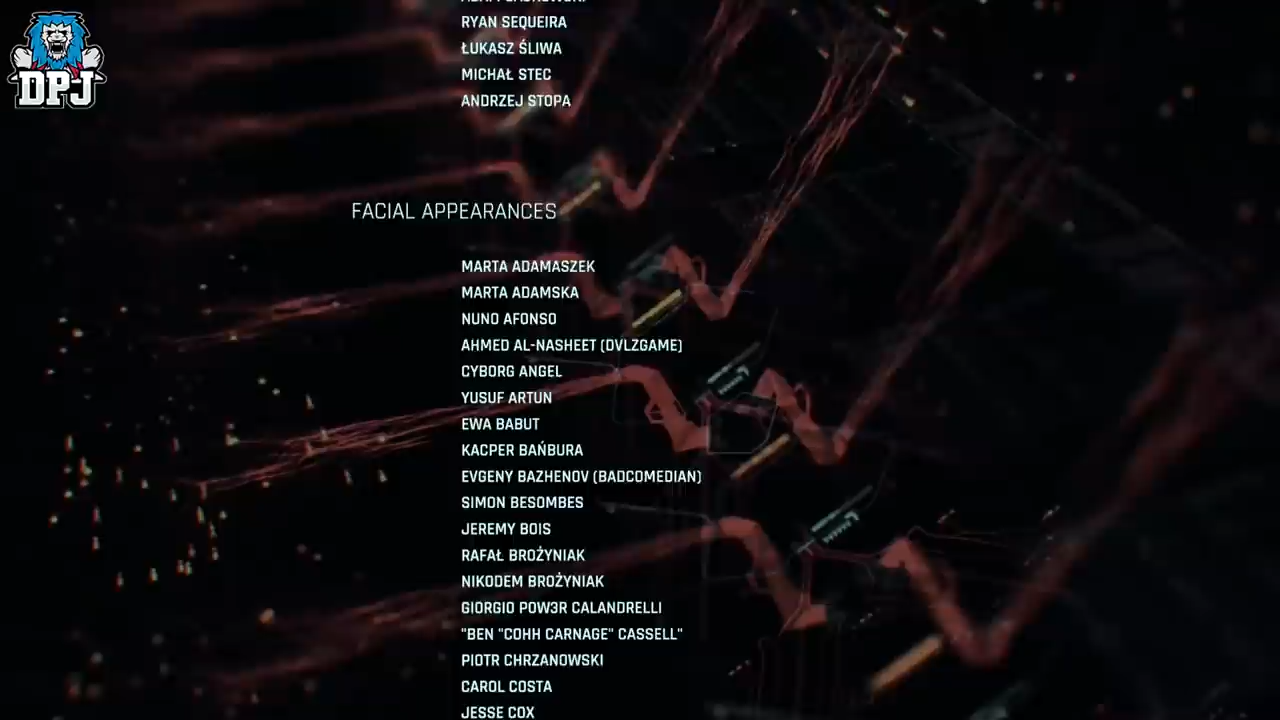 RYAN SEQUEIRA
ŁUKASZ ŚLIWA
MICHAŁ STEC
ANDRZEJ STOPA
FACIAL APPEARANCES
MARTA ADAMASZEK
MARTA ADAMSKA
NUNO AFONSO
AHMED AL-NASHEET (DVLZGAME)
CYBORG ANGEL
YUSUF ARTUN
EWA BABUT
KACPER BAŃBURA
EVGENY BAZHENOV (BADCOMEDIAN)
SIMON BESOMBES
JEREMY BOIS
RAFAŁ BROŻYNIAK
NIKODEM BROŻYNIAK
GIORGIO POW3R CALANDRELLI
"BEN "COHH CARNAGE" CASSELL"
PIOTR CHRZANOWSKI
CAROL COSTA
JESSE COX
DPJ